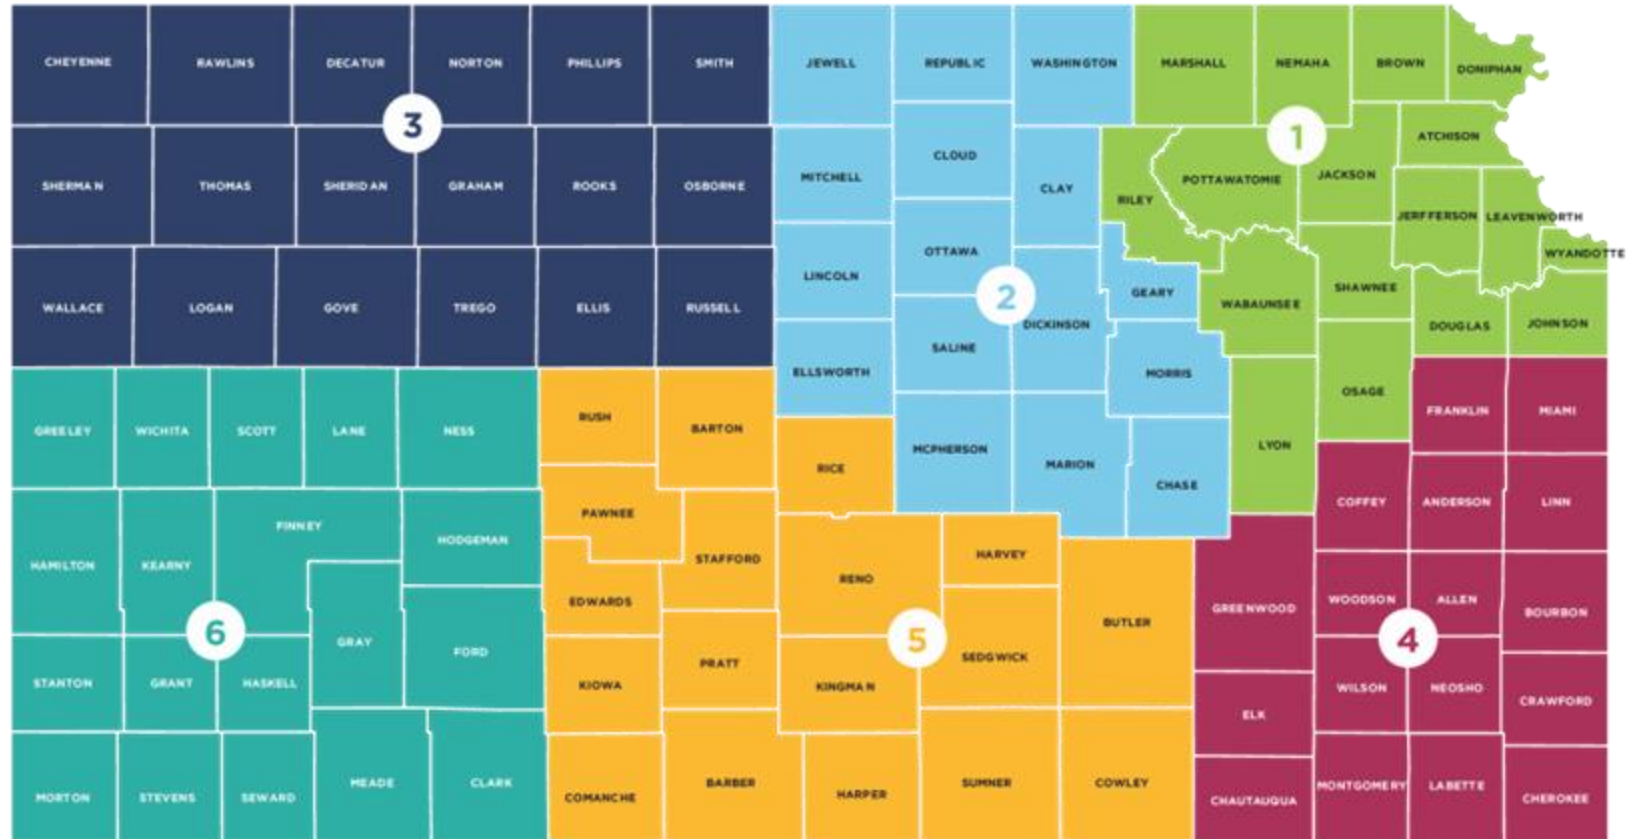 CHEYENNE
RAWLINS
DECATUR
NORTON
PHILLIPS
SMITH
JEWELL
REPUBLIC
WASHINGTON
MARSHALL
NEMAHA
BROWN
DONIPHAN
3
1
ATCHISON
CLOUD
MITCHELL
CLAY
RILEY
POTTAWATOMIE
JACKSON
SHERMAN
THOMAS
SHERIDAN
GRAHAM
ROOKS
OSBORNE
JERFFERSON
LEAVENWORTH
WYANDOTTE
OTTAWA
LINCOLN
2
GEARY
WABAUNSEE
SHAWNEE
WALLACE
LOGAN
GOVE
TREGO
ELLIS
RUSSELL
DICKINSON
DOUGLAS
JOHNSON
SALINE
ELLSWORTH
MORRIS
OSAGE
FRANKLIN
MIAMI
GREELEY
WICHITA
SCOTT
LANE
NESS
RUSH
BARTON
RICE
MCPHERSON
MARION
CHASE
LYON
COFFEY
ANDERSON
LINN
FINNEY
PAWNEE
HODGEMAN
STAFFORD
HARVEY
HAMILTON
KEARNY
RENO
EDWARDS
GREENWOOD
WOODSON
ALLEN
BOURBON
6
GRAY
FORD
5
BUTLER
4
STANTON
GRANT
HASKELL
KIOWA
PRATT
KINGMAN
SEDGWICK
WILSON
NEOSHO
CRAWFORD
ELK
MORTON
STEVENS
SEWARD
MEADE
CLARK
COMANCHE
BARBER
HARPER
SUMNER
COWLEY
CHAUTAUQUA
MONTGOMERY
LABETTE
CHEROKEE